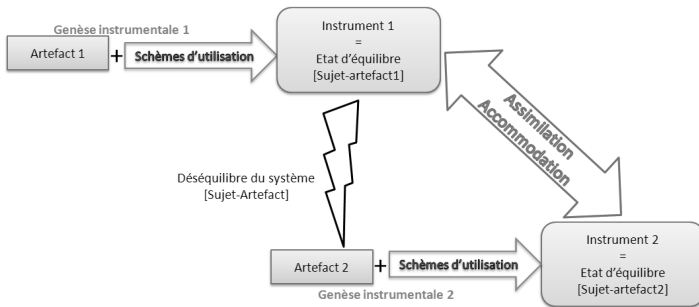 Genèse instrumentale 1
Artefact 1
+
Schèmes d'utilisation
Instrument 1
=
Etat d'équilibre
[Sujet-artefact1]
Assimilation
Accommodation
Déséquilibre du système
[Sujet-Artefact]
Artefact 2
+
Schèmes d'utilisation
Instrument 2
=
Etat d'équilibre
[Sujet-artefact2]
Genèse instrumentale 2